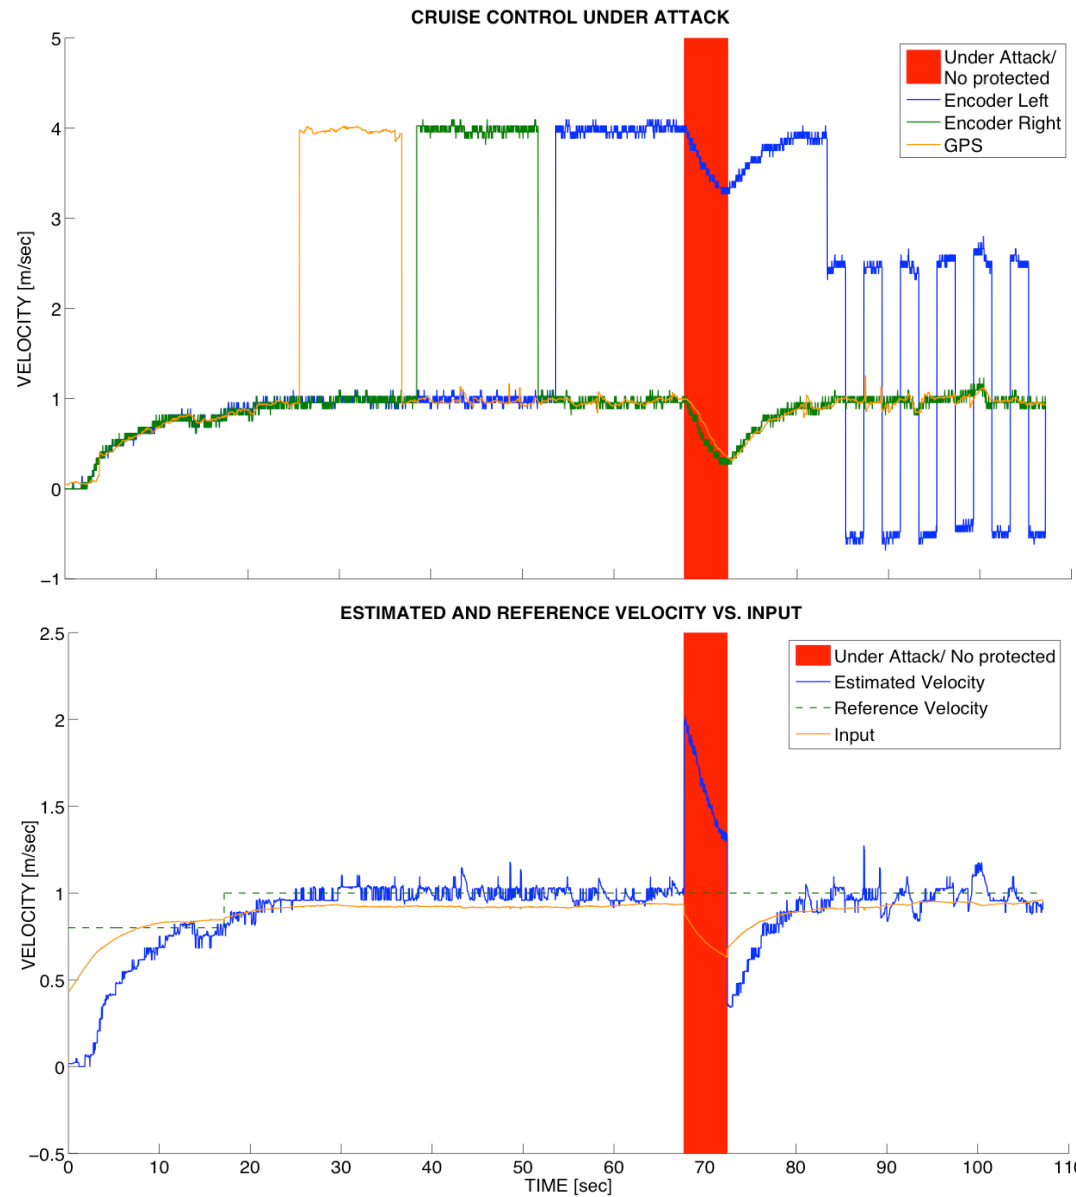 CRUISE CONTROL UNDER ATTACK
5
4
3
2
1
0
−1
VELOCITY [m/sec]
Under Attack/
No protected
Encoder Left
Encoder Right
GPS
ESTIMATED AND REFERENCE VELOCITY VS. INPUT
2.5
2
1.5
1
0.5
0
−0.5
VELOCITY [m/sec]
Under Attack/ No protected
Estimated Velocity
Reference Velocity
Input
0 10 20 30 40 50 60 70 80 90 100 110
TIME [sec]